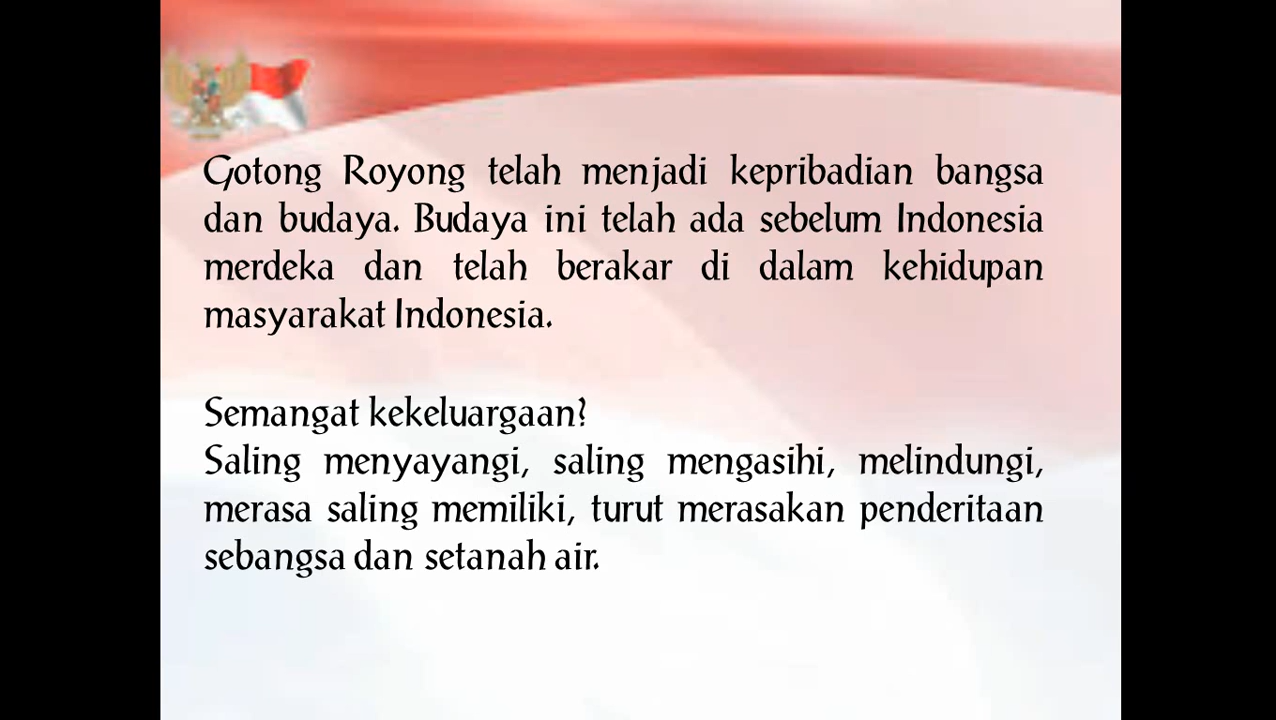 Gotong Royong telah menjadi kepribadian bangsa
dan budaya. Budaya ini telah ada sebelum Indonesia
merdeka dan telah berakar di dalam kehidupan
masyarakat Indonesia.
Semangat kekeluargaan?
Saling menyayangi, saling mengasihi, melindungi,
merasa saling memiliki, turut merasakan penderitaan
sebangsa dan setanah air.